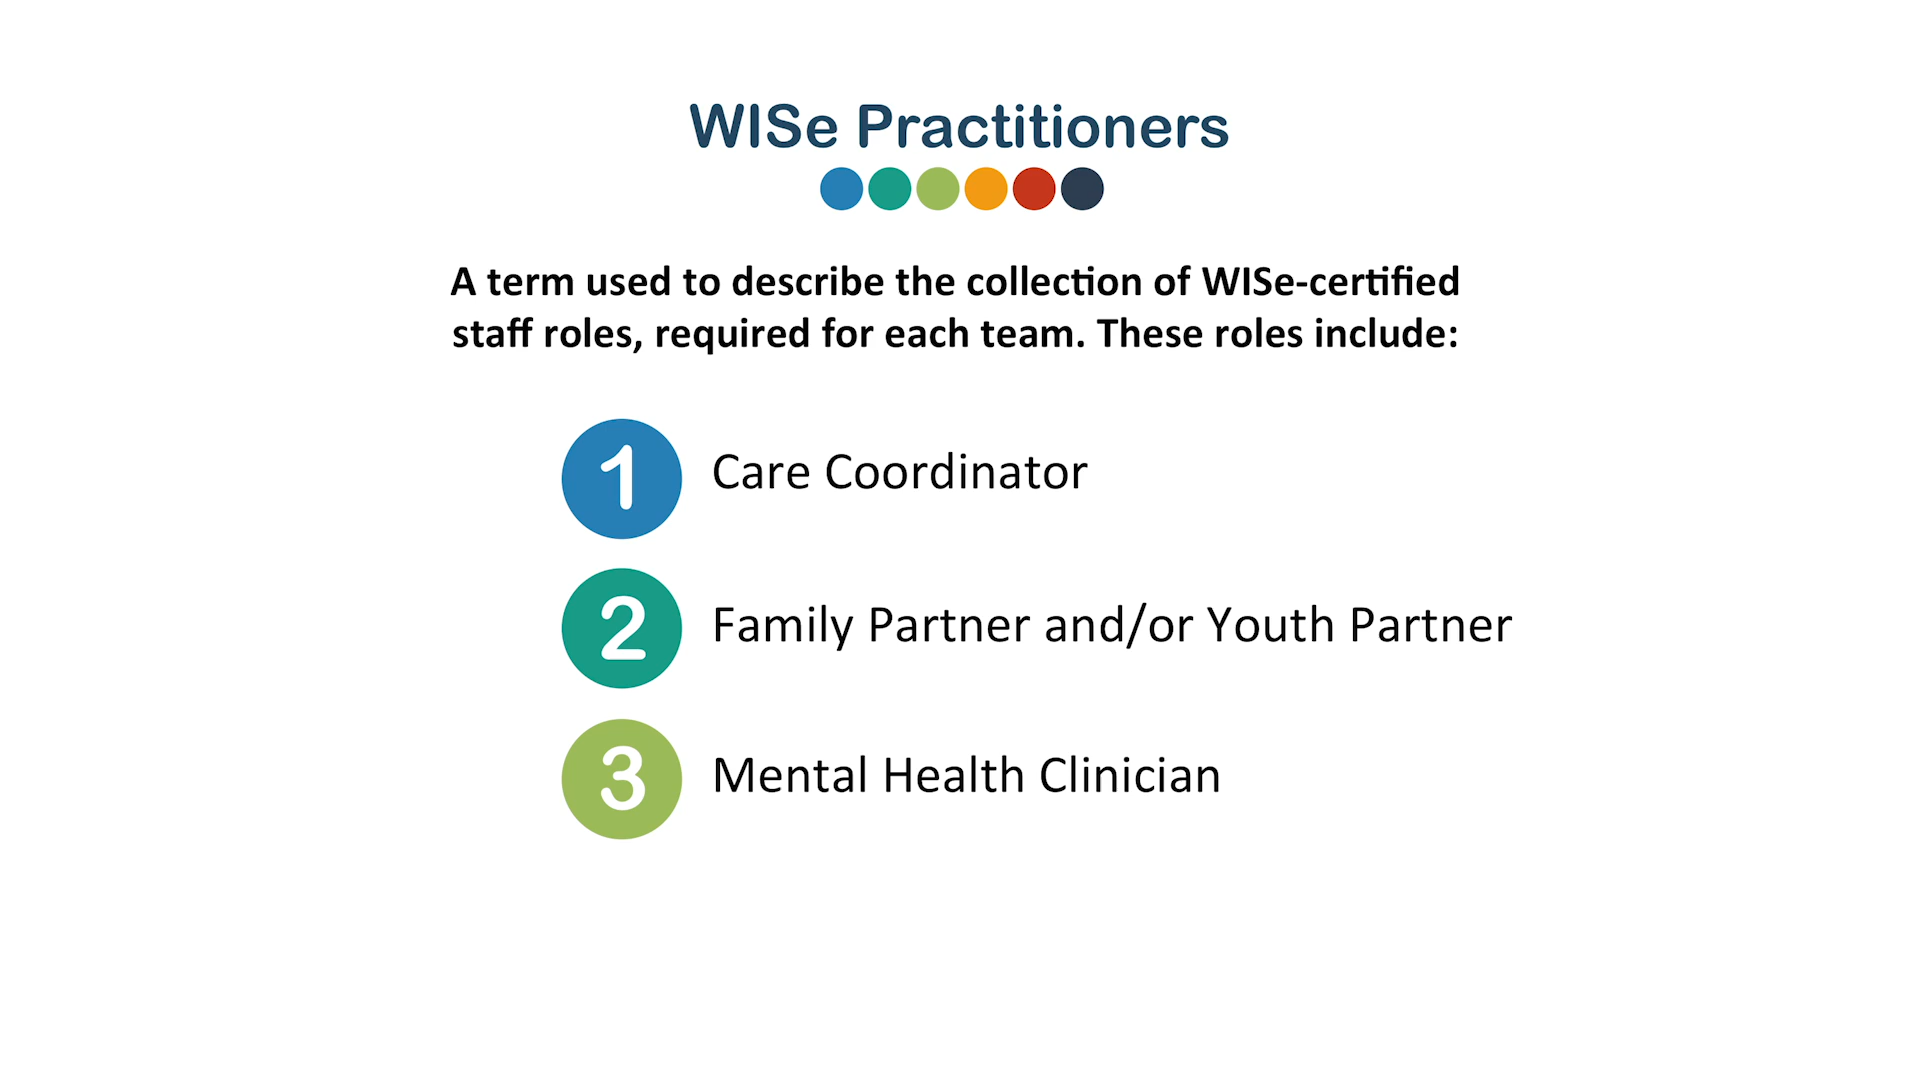 WISe Practitioners
A term used to describe the collection of WISe-certified
staff roles, required for each team. These roles include:
1 Care Coordinator
2 Family Partner and/or Youth Partner
3 Mental Health Clinician